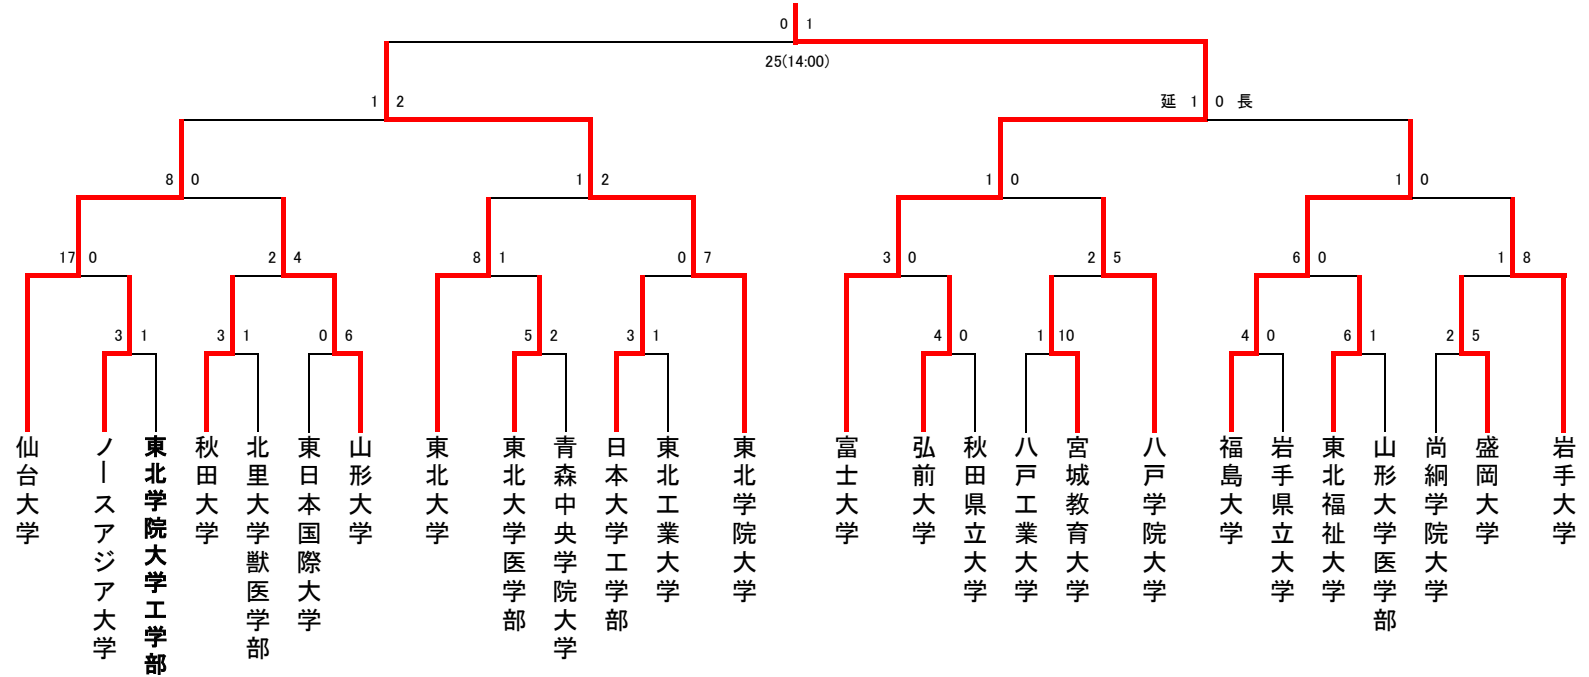 0 1
25(14:00)
1 2
延 1 0 長
8 0
1 2
1 0
1 0
17 0
2 4
8 1
0 7
3 0
2 5
6 0
1 8
3 1
3 1
0 6
5 2
3 1
4 0
1 10
4 0
6 1
2 5
仙台大学
ノースアジア大学
東北学院大学工学部
秋田大学
北里大学獣医学部
東日本国際大学
山形大学
東北大学
東北大学医学部
青森中央学院大学
日本大学工学部
東北工業大学
東北学院大学
富士大学
弘前大学
秋田県立大学
八戸工業大学
宮城教育大学
八戸学院大学
福島大学
岩手県立大学
東北福祉大学
山形大学医学部
尚絅学院大学
盛岡大学
岩手大学